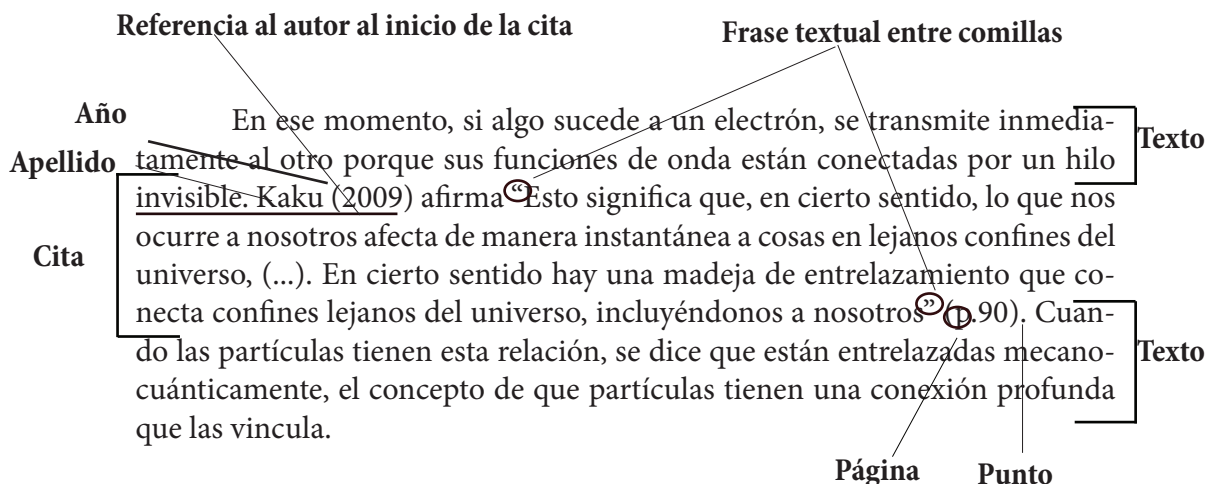 Referencia al autor al inicio de la cita
Frase textual entre comillas
Año
En ese momento, si algo sucede a un electrón, se transmite inmedia-
Texto
Apellido
tamente al otro porque sus funciones de onda están conectadas por un hilo
invisible. Kaku (2009) afirma “Esto significa que, en cierto sentido, lo que nos
ocurre a nosotros afecta de manera instantánea a cosas en lejanos confines del
Cita
universo, (...). En cierto sentido hay una madeja de entrelazamiento que co-
necta confines lejanos del universo, incluyéndonos a nosotros” (p.90). Cuan-
do las partículas tienen esta relación, se dice que están entrelazadas mecano-
Texto
cuánticamente, el concepto de que partículas tienen una conexión profunda
que las vincula.
Página
Punto